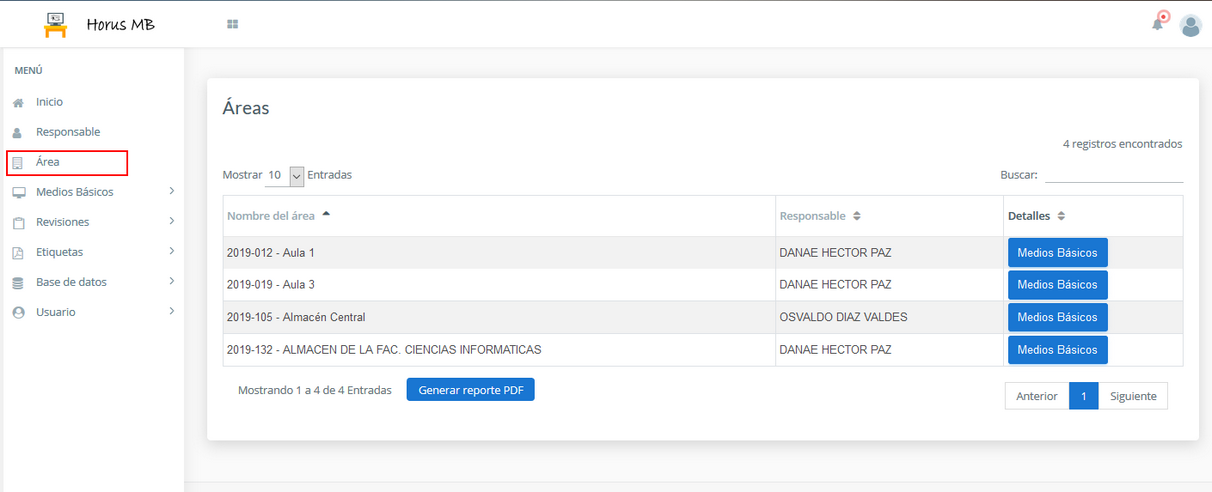 Horus MB
MENÚ
Inicio
Responsable
Área
Medios Básicos
Revisiones
Etiquetas
Base de datos
Usuario
Áreas
4 registros encontrados
Mostrar 10 Entradas
Buscar:
Nombre del área Responsable Detalles
2019-012 - Aula 1 DANAE HECTOR PAZ Medios Básicos
2019-019 - Aula 3 DANAE HECTOR PAZ Medios Básicos
2019-105 - Almacén Central OSVALDO DIAZ VALDES Medios Básicos
2019-132 - ALMACEN DE LA FAC. CIENCIAS INFORMATICAS DANAE HECTOR PAZ Medios Básicos
Mostrando 1 a 4 de 4 Entradas Generar reporte PDF
Anterior 1 Siguiente